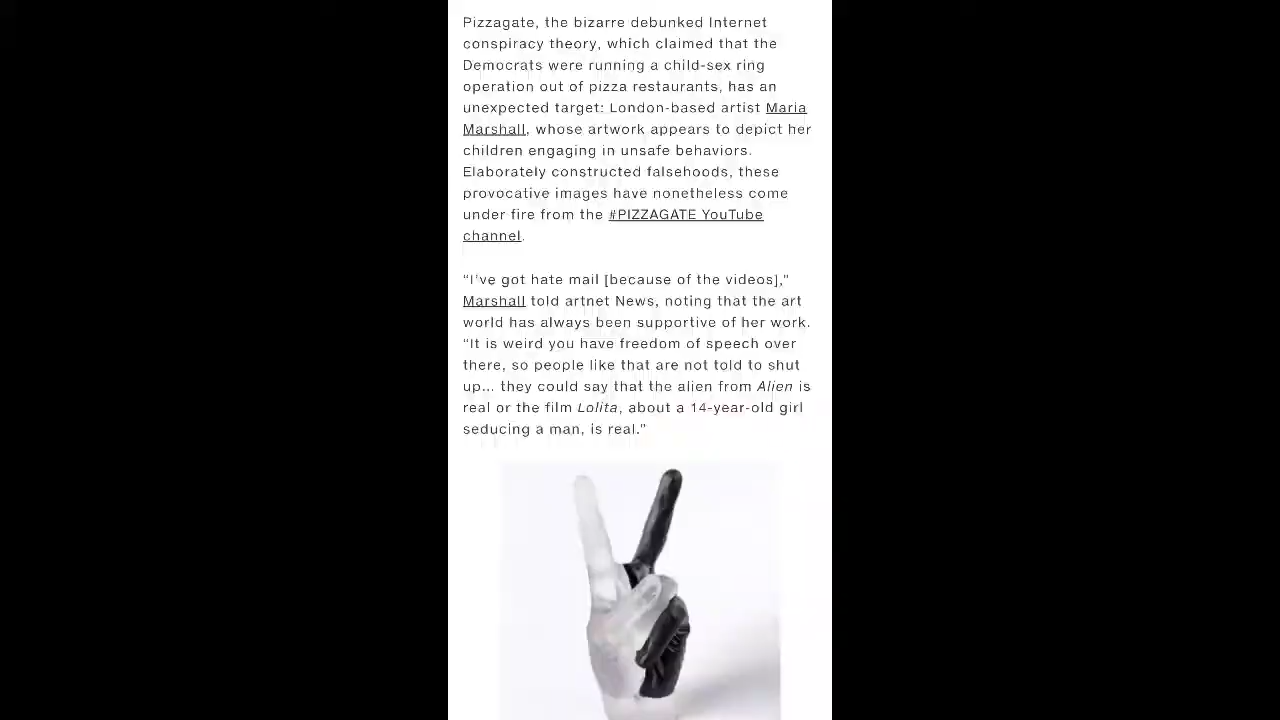 Pizzagate, the bizarre debunked Internet
conspiracy theory, which claimed that the
Democrats were running a child-sex ring
operation out of pizza restaurants, has an
unexpected target: London-based artist Maria
Marshall, whose artwork appears to depict her
children engaging in unsafe behaviors.
Elaborately constructed falsehoods, these
provocative images have nonetheless come
under fire from the #PIZZAGATE YouTube
channel.
“I’ve got hate mail [because of the videos],”
Marshall told artnet News, noting that the art
world has always been supportive of her work.
“It is weird you have freedom of speech over
there, so people like that are not told to shut
up... they could say that the alien from Alien is
real or the film Lolita, about a 14-year-old girl
seducing a man, is real.”